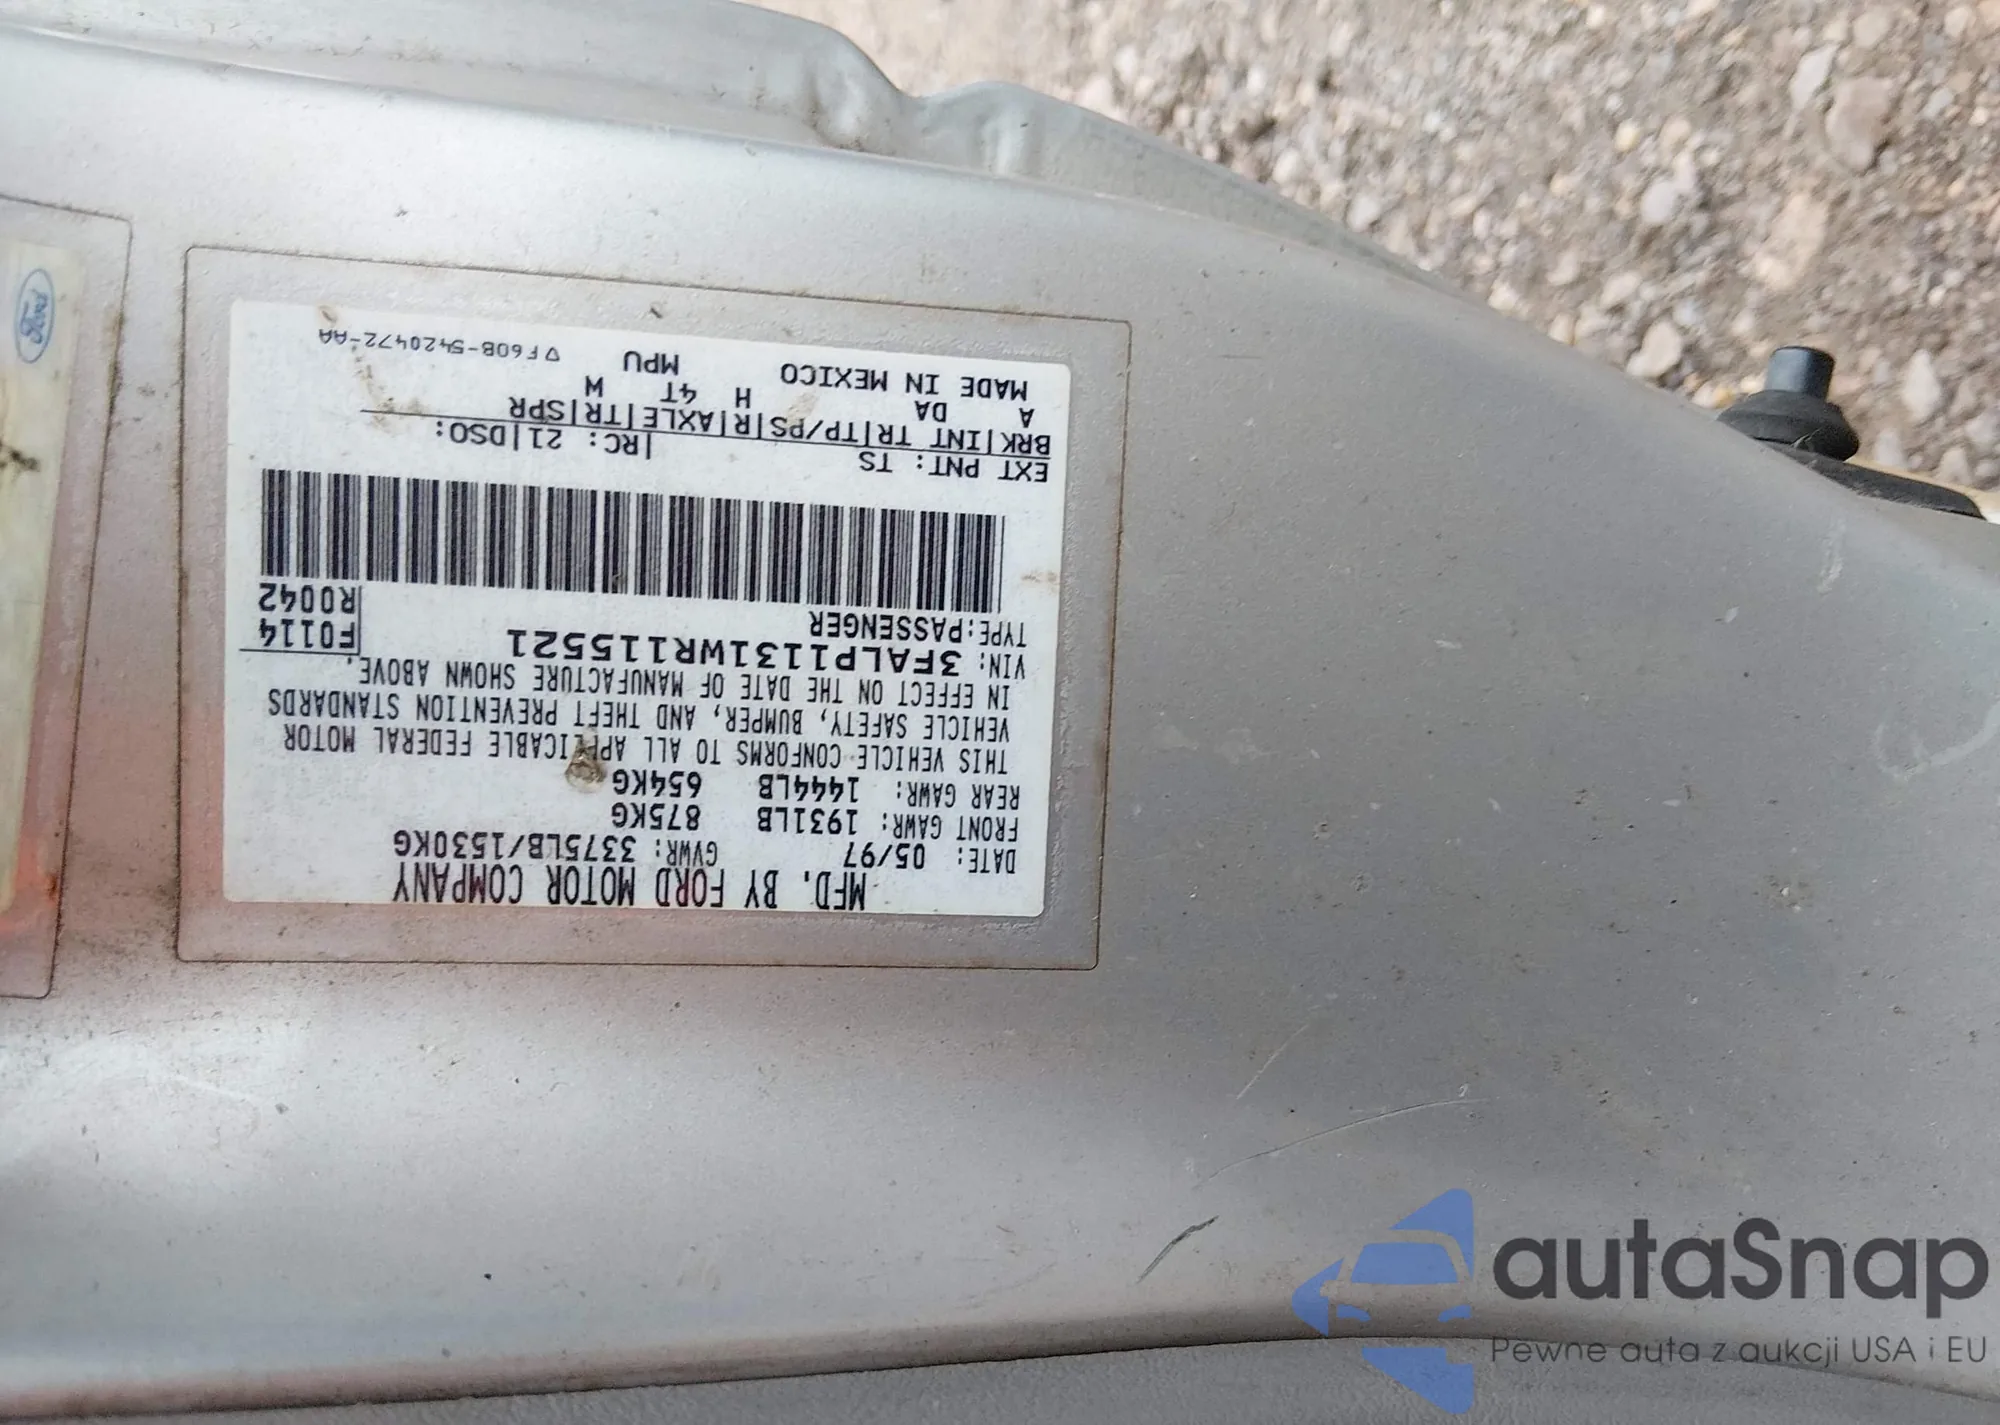 MFD. BY FORD MOTOR COMPANY
DATE: 05/97 GVWR: 3375LB/1530KG
FRONT GAWR: 1931LB 875KG
REAR GAWR: 1444LB 654KG
THIS VEHICLE CONFORMS TO ALL APPLICABLE FEDERAL MOTOR
VEHICLE SAFETY, BUMPER, AND THEFT PREVENTION STANDARDS
IN EFFECT ON THE DATE OF MANUFACTURE SHOWN ABOVE.
VIN: 3FALP1131WR115521 F0114
TYPE:PASSENGER R0042
EXT PNT: TS |RC: 21|DSO:
BRK|INT TR|TP/PS|R|AXLE|TR|SPR
A DA H 4T W
MADE IN MEXICO MPU ▽F60B-5420472-AA
Ford
autaSnap
Pewne auta z aukcji USA i EU